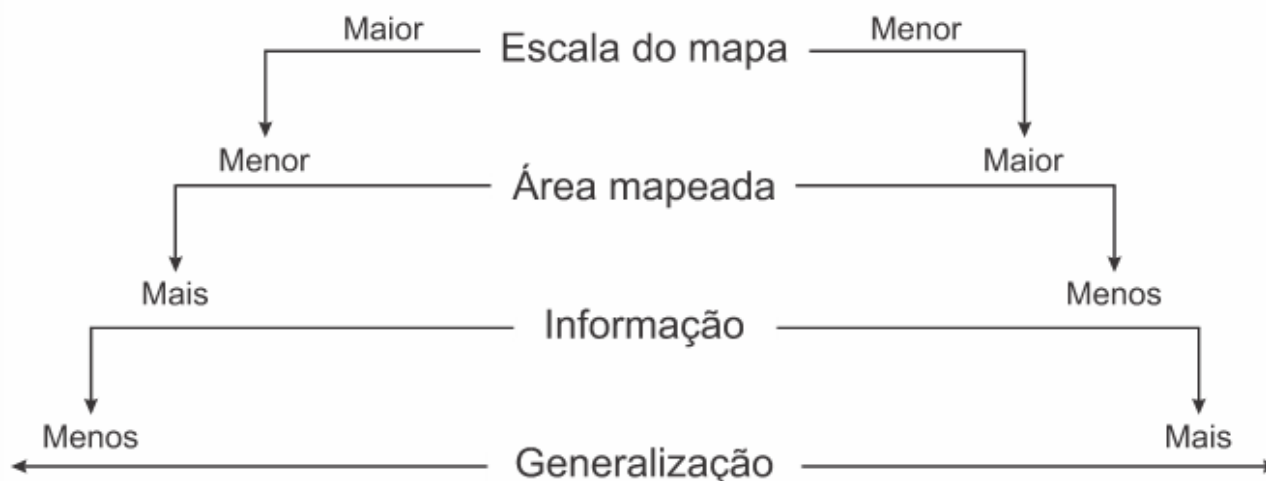 Maior Escala do mapa Menor
Menor Área mapeada Maior
Mais Informação Menos
Menos Generalização Mais